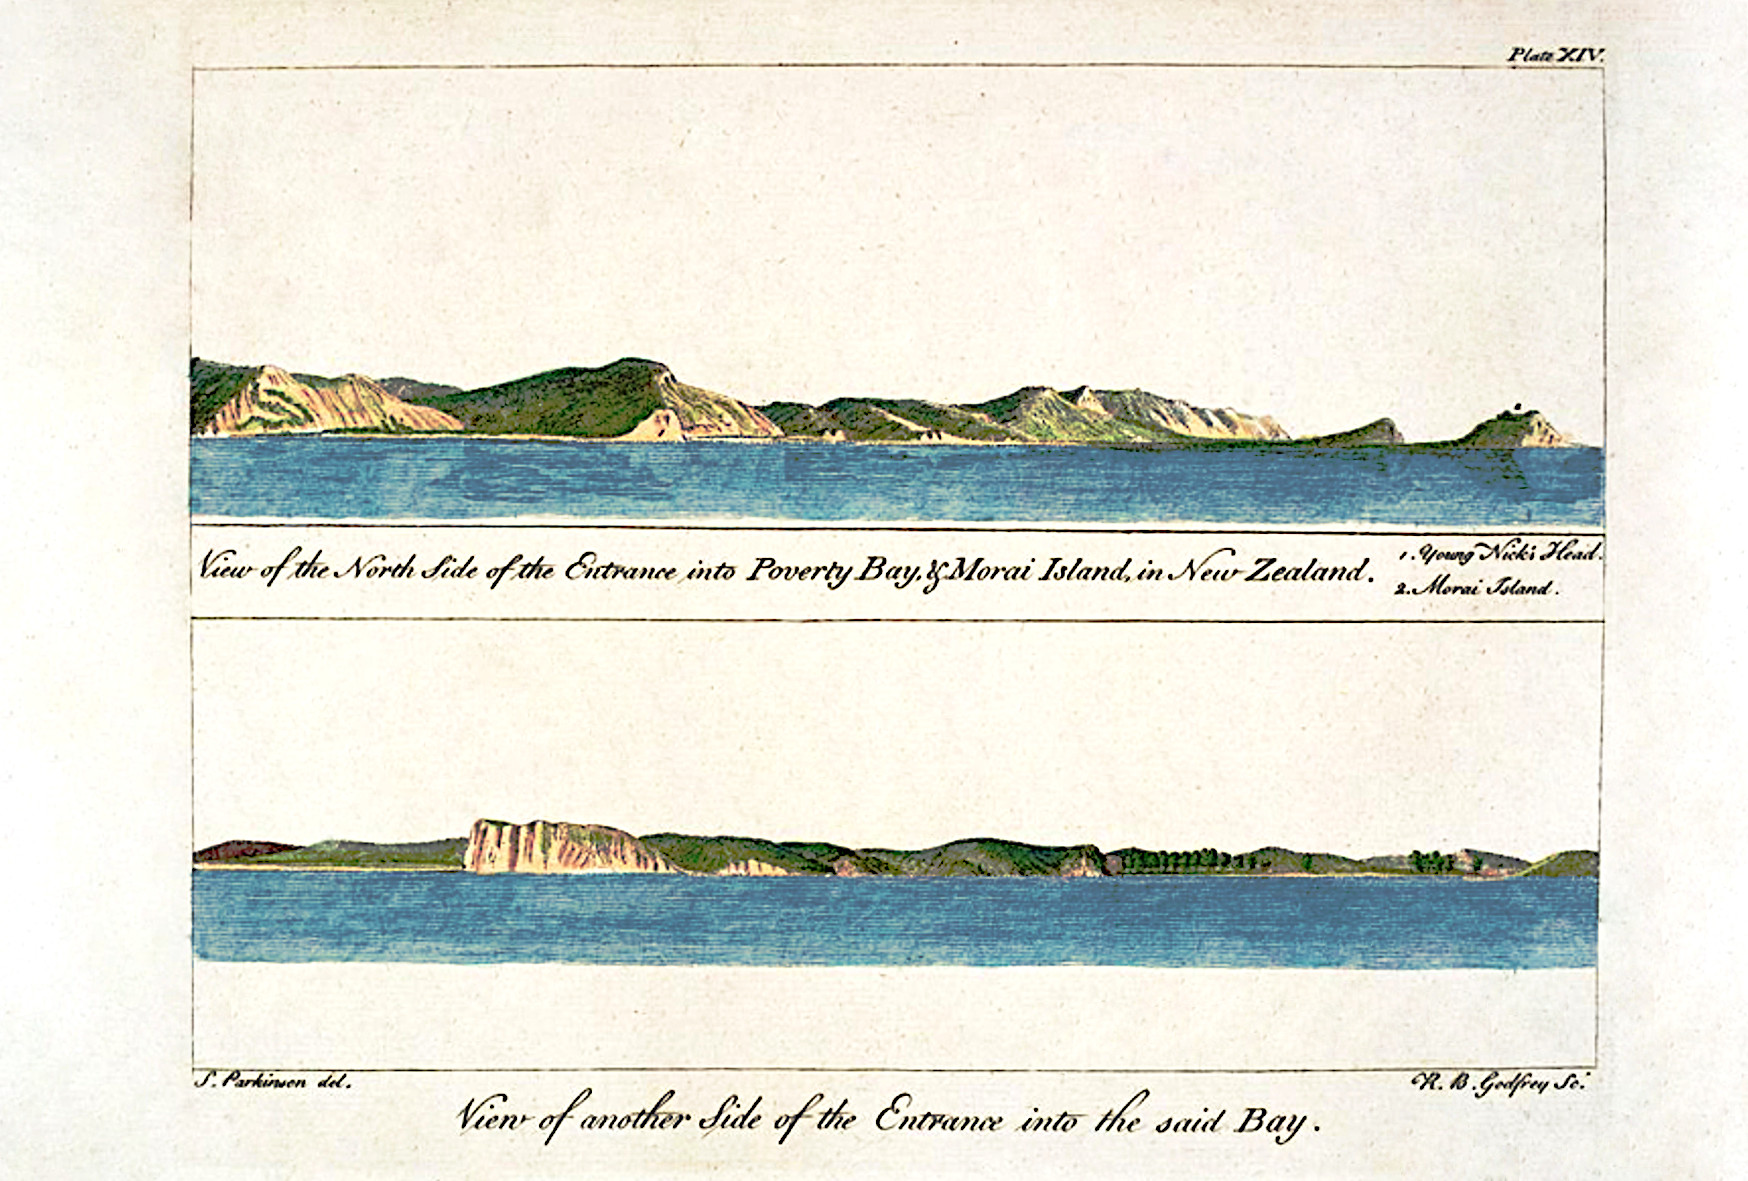 Plate XIV.
View of the North Side of the Entrance into Poverty Bay, & Morai Island, in New Zealand.
1. Young Nick's Head.
2. Morai Island.
S. Parkinson del.
R. B. Godfrey Sc.
View of another Side of the Entrance into the said Bay.